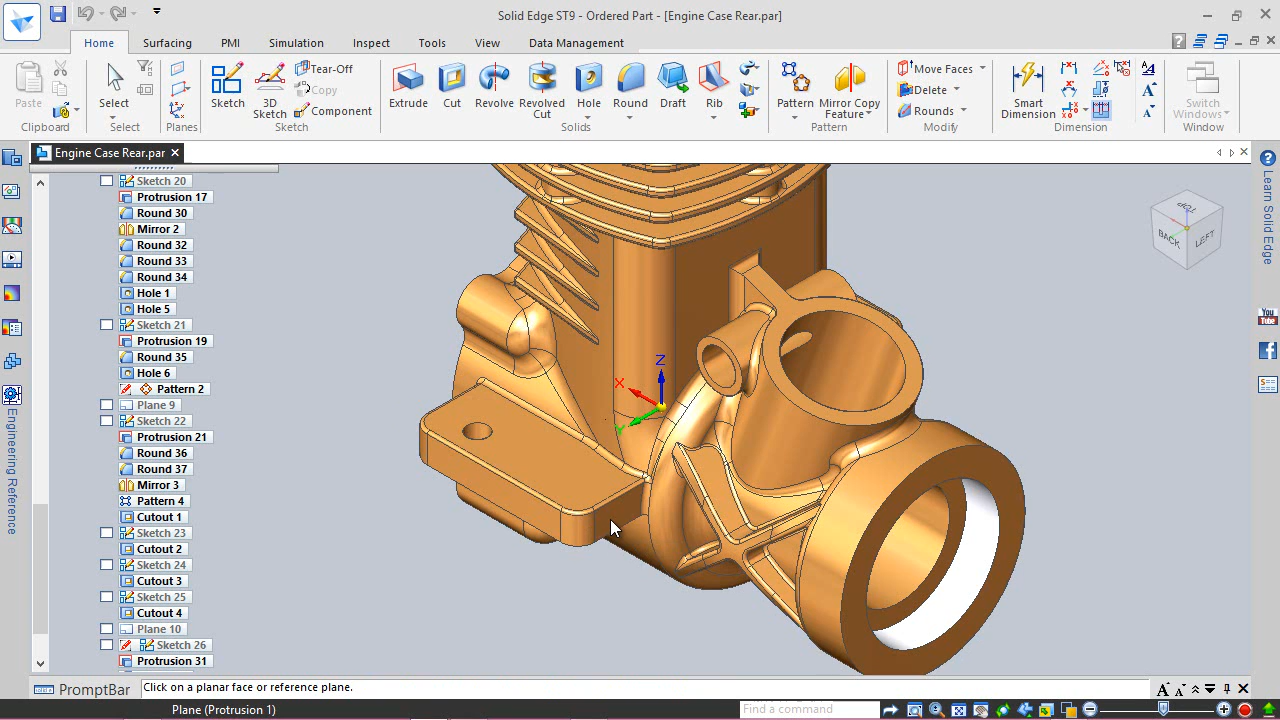 Solid Edge ST9 - Ordered Part - [Engine Case Rear.par]
Home Surfacing PMI Simulation Inspect Tools View Data Management
Paste
Clipboard
Select
Select
Planes
Sketch
3D Sketch
Tear-Off
Copy
Component
Sketch
Extrude Cut Revolve Revolved Cut Hole Round Draft Rib
Solids
Pattern Mirror Copy Feature
Pattern
Move Faces
Delete
Rounds
Modify
Smart Dimension
Dimension
Switch Windows
Window
Engine Case Rear.par
Sketch 20
Protrusion 17
Round 30
Mirror 2
Round 32
Round 33
Round 34
Hole 1
Hole 5
Sketch 21
Protrusion 19
Round 35
Hole 6
Pattern 2
Plane 9
Sketch 22
Protrusion 21
Round 36
Round 37
Mirror 3
Pattern 4
Cutout 1
Sketch 23
Cutout 2
Sketch 24
Cutout 3
Sketch 25
Cutout 4
Plane 10
Sketch 26
Protrusion 31
Engineering Reference
Z
X
Y
TOP
BACK
LEFT
Learn Solid Edge
You Tube
PromptBar
Click on a planar face or reference plane.
Plane (Protrusion 1)
Find a command